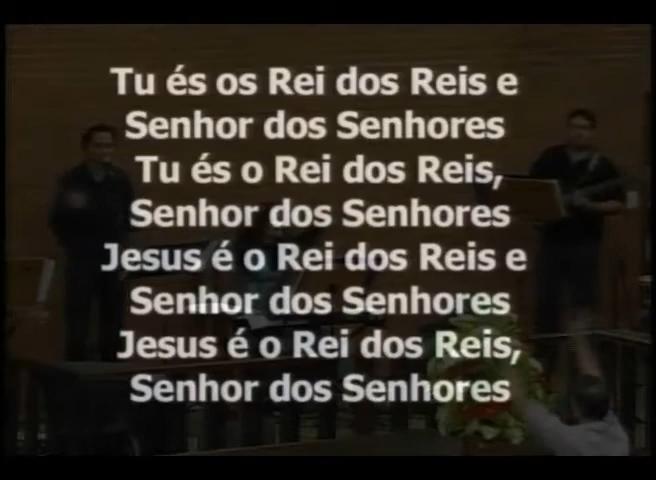 Tu és os Rei dos Reis e
Senhor dos Senhores
Tu és o Rei dos Reis,
Senhor dos Senhores
Jesus é o Rei dos Reis e
Senhor dos Senhores
Jesus é o Rei dos Reis,
Senhor dos Senhores